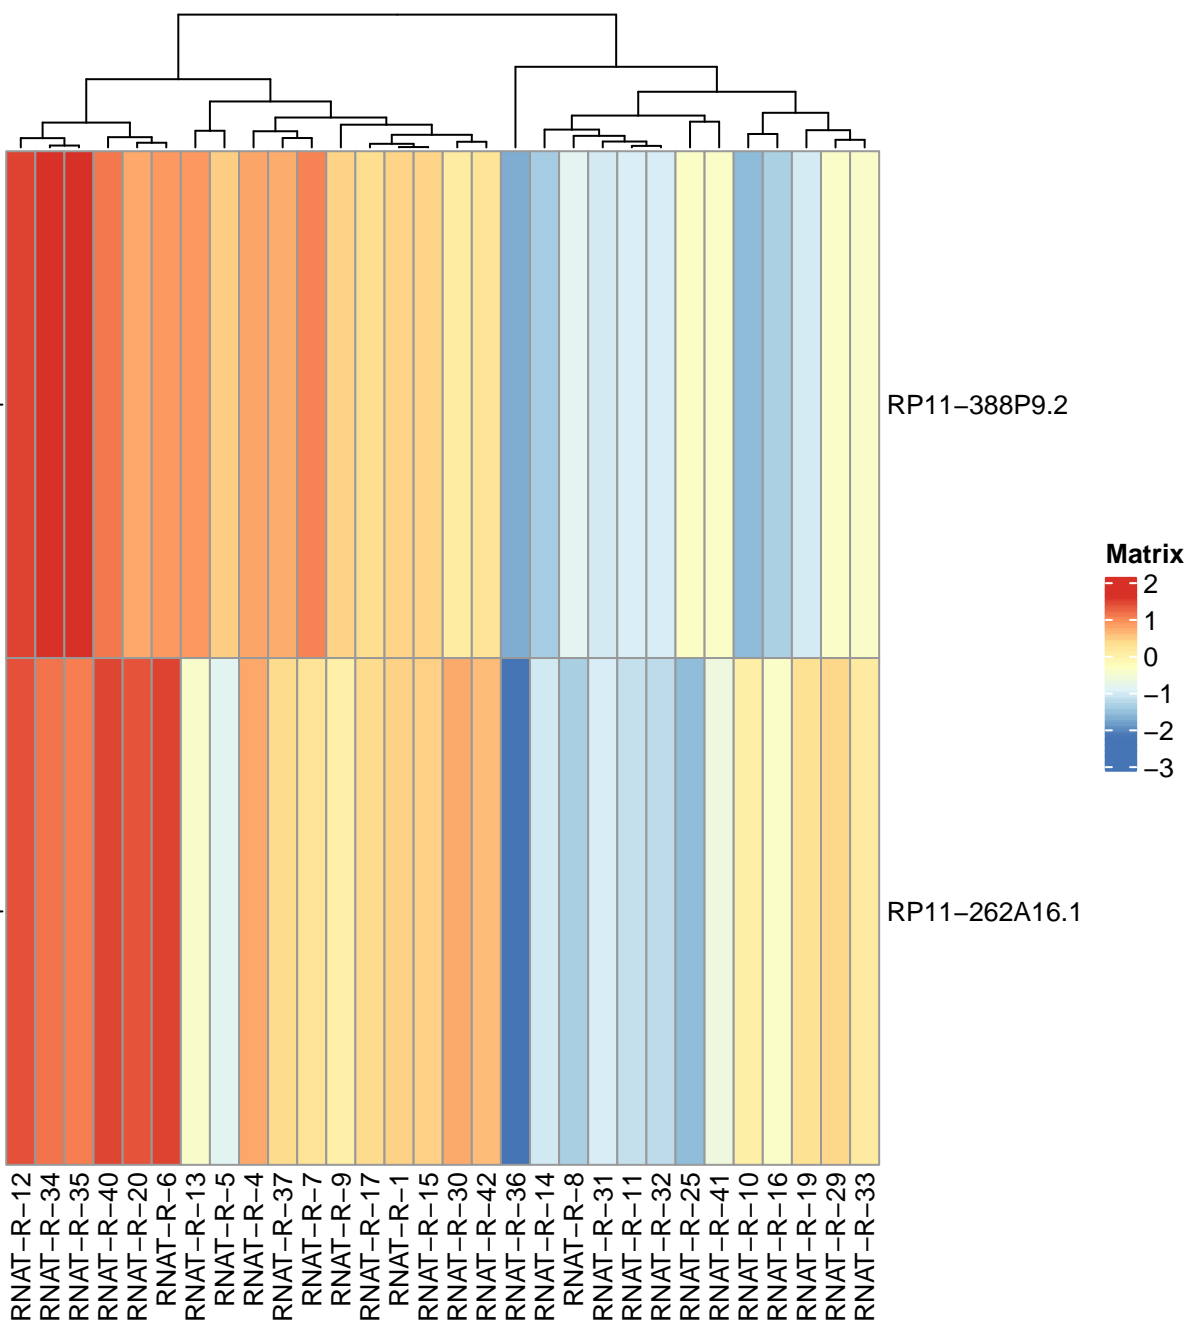 RP11−388P9.2
Matrix
2
1
0
−1
−2
−3
RP11−262A16.1
RNAT−R−12
RNAT−R−34
RNAT−R−35
RNAT−R−40
RNAT−R−20
RNAT−R−6
RNAT−R−13
RNAT−R−5
RNAT−R−4
RNAT−R−37
RNAT−R−7
RNAT−R−9
RNAT−R−17
RNAT−R−1
RNAT−R−15
RNAT−R−30
RNAT−R−42
RNAT−R−36
RNAT−R−14
RNAT−R−8
RNAT−R−31
RNAT−R−11
RNAT−R−32
RNAT−R−25
RNAT−R−41
RNAT−R−10
RNAT−R−16
RNAT−R−19
RNAT−R−29
RNAT−R−33